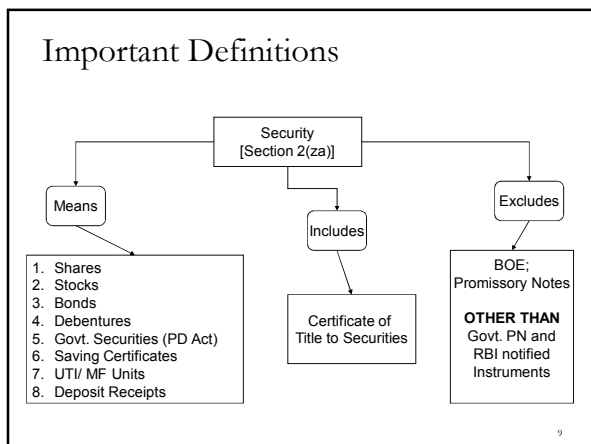 Important Definitions
Security
[Section 2(za)]
Means
Includes
Excludes
1. Shares
2. Stocks
3. Bonds
4. Debentures
5. Govt. Securities (PD Act)
6. Saving Certificates
7. UTI/ MF Units
8. Deposit Receipts
Certificate of
Title to Securities
BOE;
Promissory Notes
OTHER THAN
Govt. PN and
RBI notified
Instruments
9